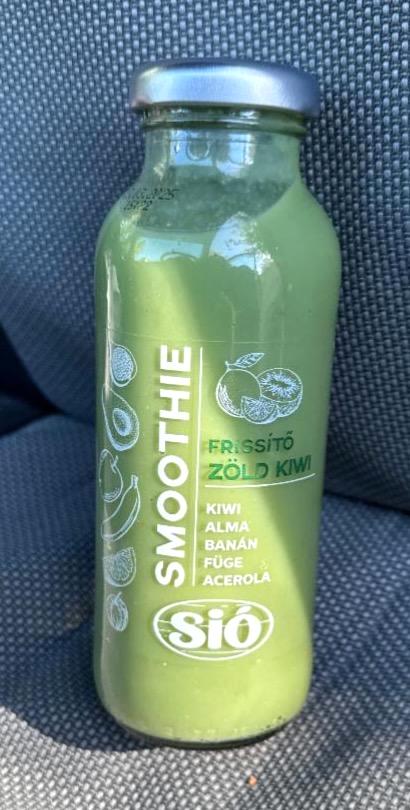 SMOOTHIE
FRISSÍTŐ
ZÖLD KIWI
KIWI
ALMA
BANÁN
FÜGE
ACEROLA
Sió